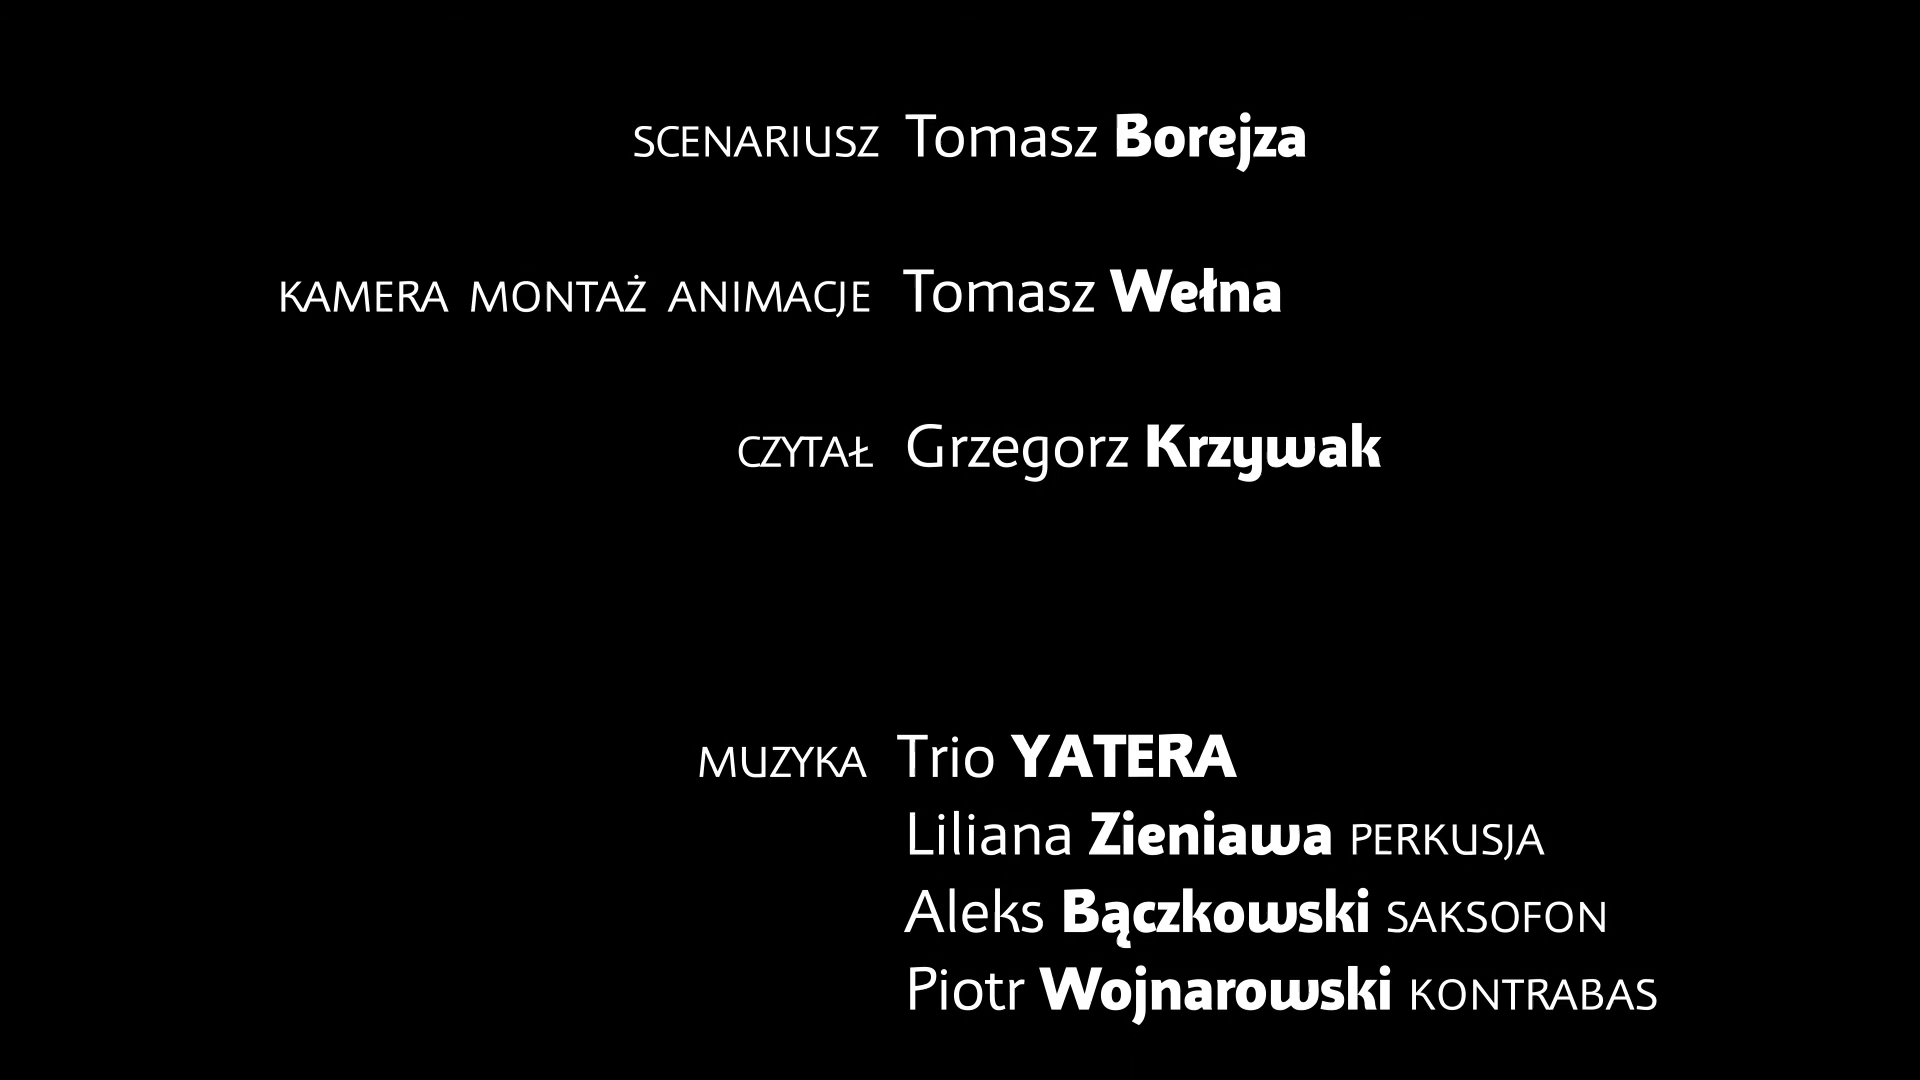 SCENARIUSZ Tomasz Borejza
KAMERA MONTAŻ ANIMACJE Tomasz Wełna
CZYTAŁ Grzegorz Krzywak
MUZYKA Trio YATERA
Liliana Zieniawa PERKUSJA
Aleks Bączkowski SAKSOFON
Piotr Wojnarowski KONTRABAS